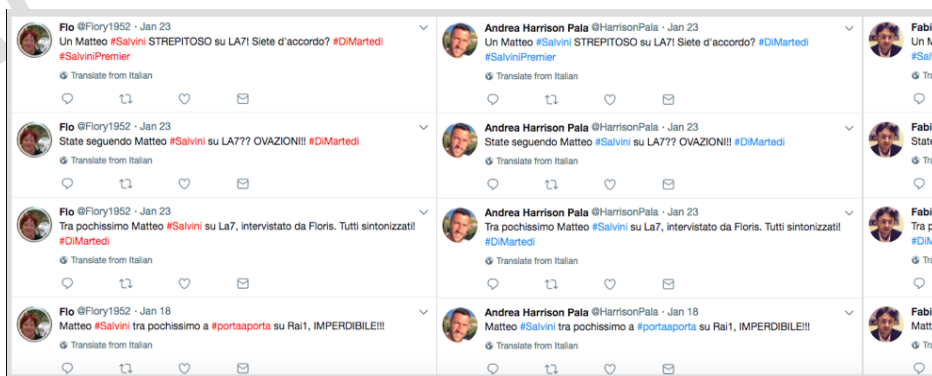 Flo @Flory1952 · Jan 23
Un Matteo #Salvini STREPITOSO su LA7! Siete d'accordo? #DiMartedi
#SalviniPremier
Translate from Italian
Flo @Flory1952 · Jan 23
State seguendo Matteo #Salvini su LA7?? OVAZIONI!!! #DiMartedi
Translate from Italian
Flo @Flory1952 · Jan 23
Tra pochissimo Matteo #Salvini su La7, intervistato da Floris. Tutti sintonizzati!
#DiMartedi
Translate from Italian
Flo @Flory1952 · Jan 18
Matteo #Salvini tra pochissimo a #portaaporta su Rai1, IMPERDIBILE!!!
Translate from Italian
Andrea Harrison Pala @HarrisonPala · Jan 23
Un Matteo #Salvini STREPITOSO su LA7! Siete d'accordo? #DiMartedi
#SalviniPremier
Translate from Italian
Andrea Harrison Pala @HarrisonPala · Jan 23
State seguendo Matteo #Salvini su LA7?? OVAZIONI!!! #DiMartedi
Translate from Italian
Andrea Harrison Pala @HarrisonPala · Jan 23
Tra pochissimo Matteo #Salvini su La7, intervistato da Floris. Tutti sintonizzati!
#DiMartedi
Translate from Italian
Andrea Harrison Pala @HarrisonPala · Jan 18
Matteo #Salvini tra pochissimo a #portaaporta su Rai1, IMPERDIBILE!!!
Translate from Italian
Fabi
Un
#Sal
Fabi
State
Fabi
Tra p
Fabi
Matt